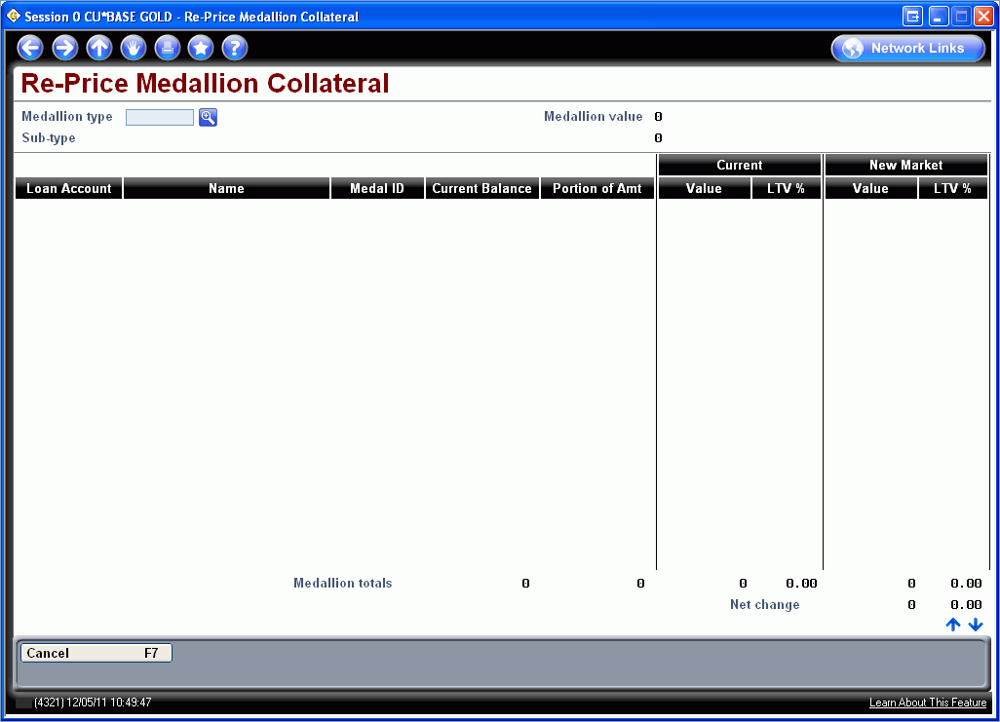 Session 0 CU*BASE GOLD - Re-Price Medallion Collateral
Network Links
Re-Price Medallion Collateral
Medallion type Medallion value 0
Sub-type 0
Current New Market
Loan Account Name Medal ID Current Balance Portion of Amt Value LTV % Value LTV %
Medallion totals 0 0 0 0.00 0 0.00
Net change 0 0.00
Cancel F7
(4321) 12/05/11 10:49:47 Learn About This Feature